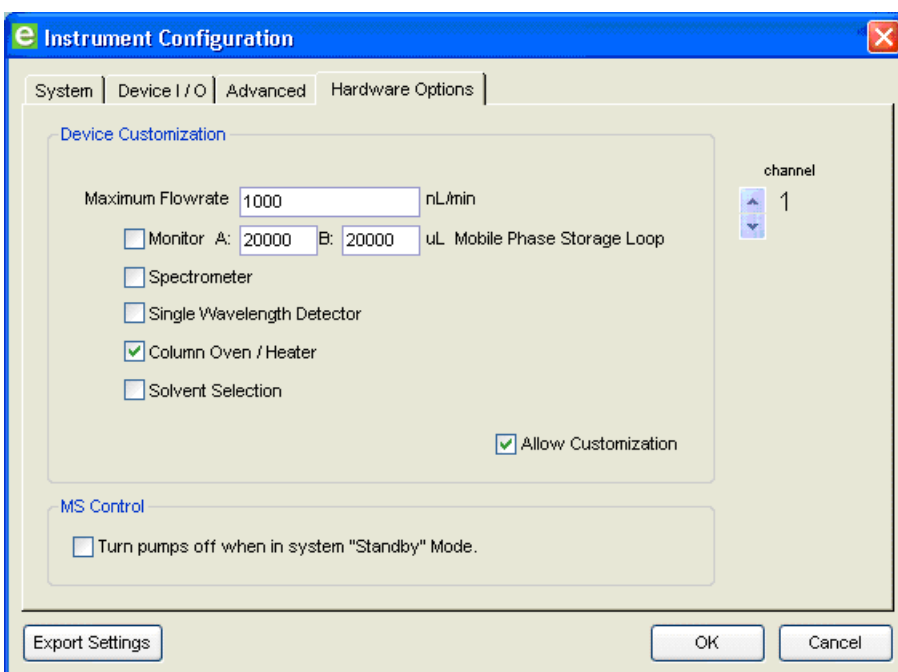 e Instrument Configuration
System Device I / O Advanced Hardware Options
Device Customization
channel
1
Maximum Flowrate 1000 nL/min
Monitor A: 20000 B: 20000 uL Mobile Phase Storage Loop
Spectrometer
Single Wavelength Detector
Column Oven / Heater
Solvent Selection
Allow Customization
MS Control
Turn pumps off when in system "Standby" Mode.
Export Settings OK Cancel